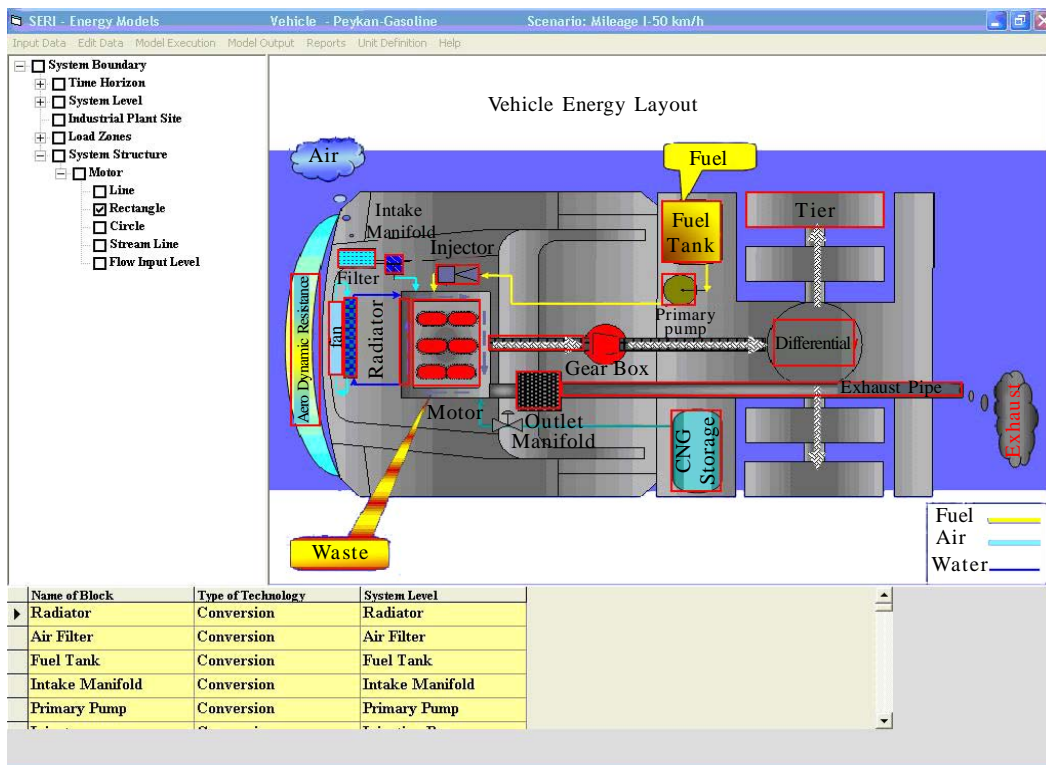 SERI - Energy Models Vehicle - Peykan-Gasoline Scenario: Mileage I-50 km/h
Input Data Edit Data Model Execution Model Output Reports Unit Definition Help
System Boundary
Time Horizon
System Level
Industrial Plant Site
Load Zones
System Structure
Motor
Line
Rectangle
Circle
Stream Line
Flow Input Level
Vehicle Energy Layout
Air
Fuel
Intake
Manifold
Fuel
Tank
Tier
Injector
Filter
Primary
pump
Aero Dynamic Resistance
fan
Radiator
Differential
Gear Box
Exhaust Pipe
Motor
Outlet
Manifold
CNG
Storage
Exhaust
Waste
Fuel
Air
Water
Name of Block Type of Technology System Level
Radiator Conversion Radiator
Air Filter Conversion Air Filter
Fuel Tank Conversion Fuel Tank
Intake Manifold Conversion Intake Manifold
Primary Pump Conversion Primary Pump